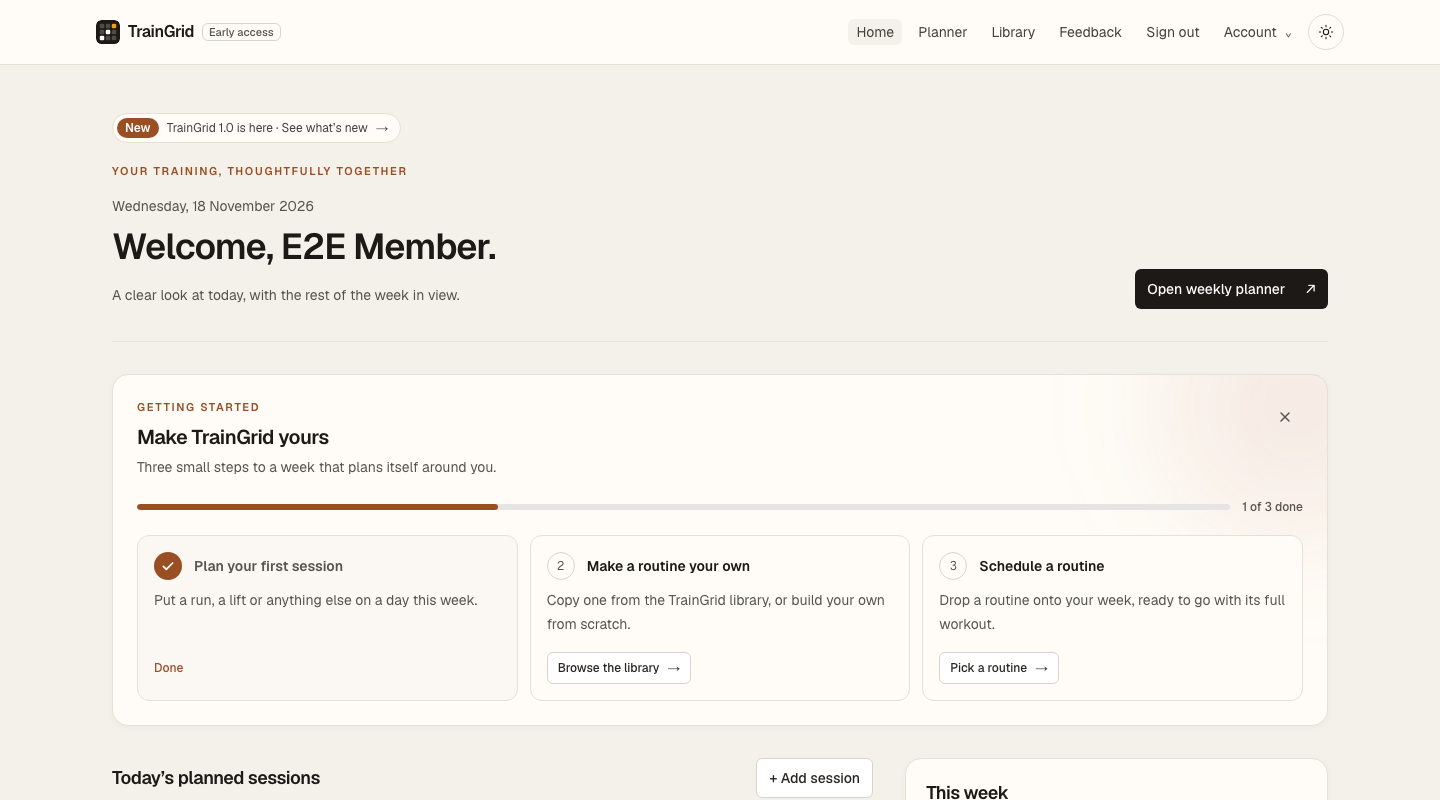 TrainGrid Early access Home Planner Library Feedback Sign out Account
New TrainGrid 1.0 is here · See what's new →
YOUR TRAINING, THOUGHTFULLY TOGETHER
Wednesday, 18 November 2026
Welcome, E2E Member.
A clear look at today, with the rest of the week in view.
Open weekly planner ↗
GETTING STARTED
Make TrainGrid yours
Three small steps to a week that plans itself around you.
1 of 3 done
Plan your first session
Put a run, a lift or anything else on a day this week.
Done
2 Make a routine your own
Copy one from the TrainGrid library, or build your own
from scratch.
Browse the library →
3 Schedule a routine
Drop a routine onto your week, ready to go with its full
workout.
Pick a routine →
Today's planned sessions
+ Add session
This week